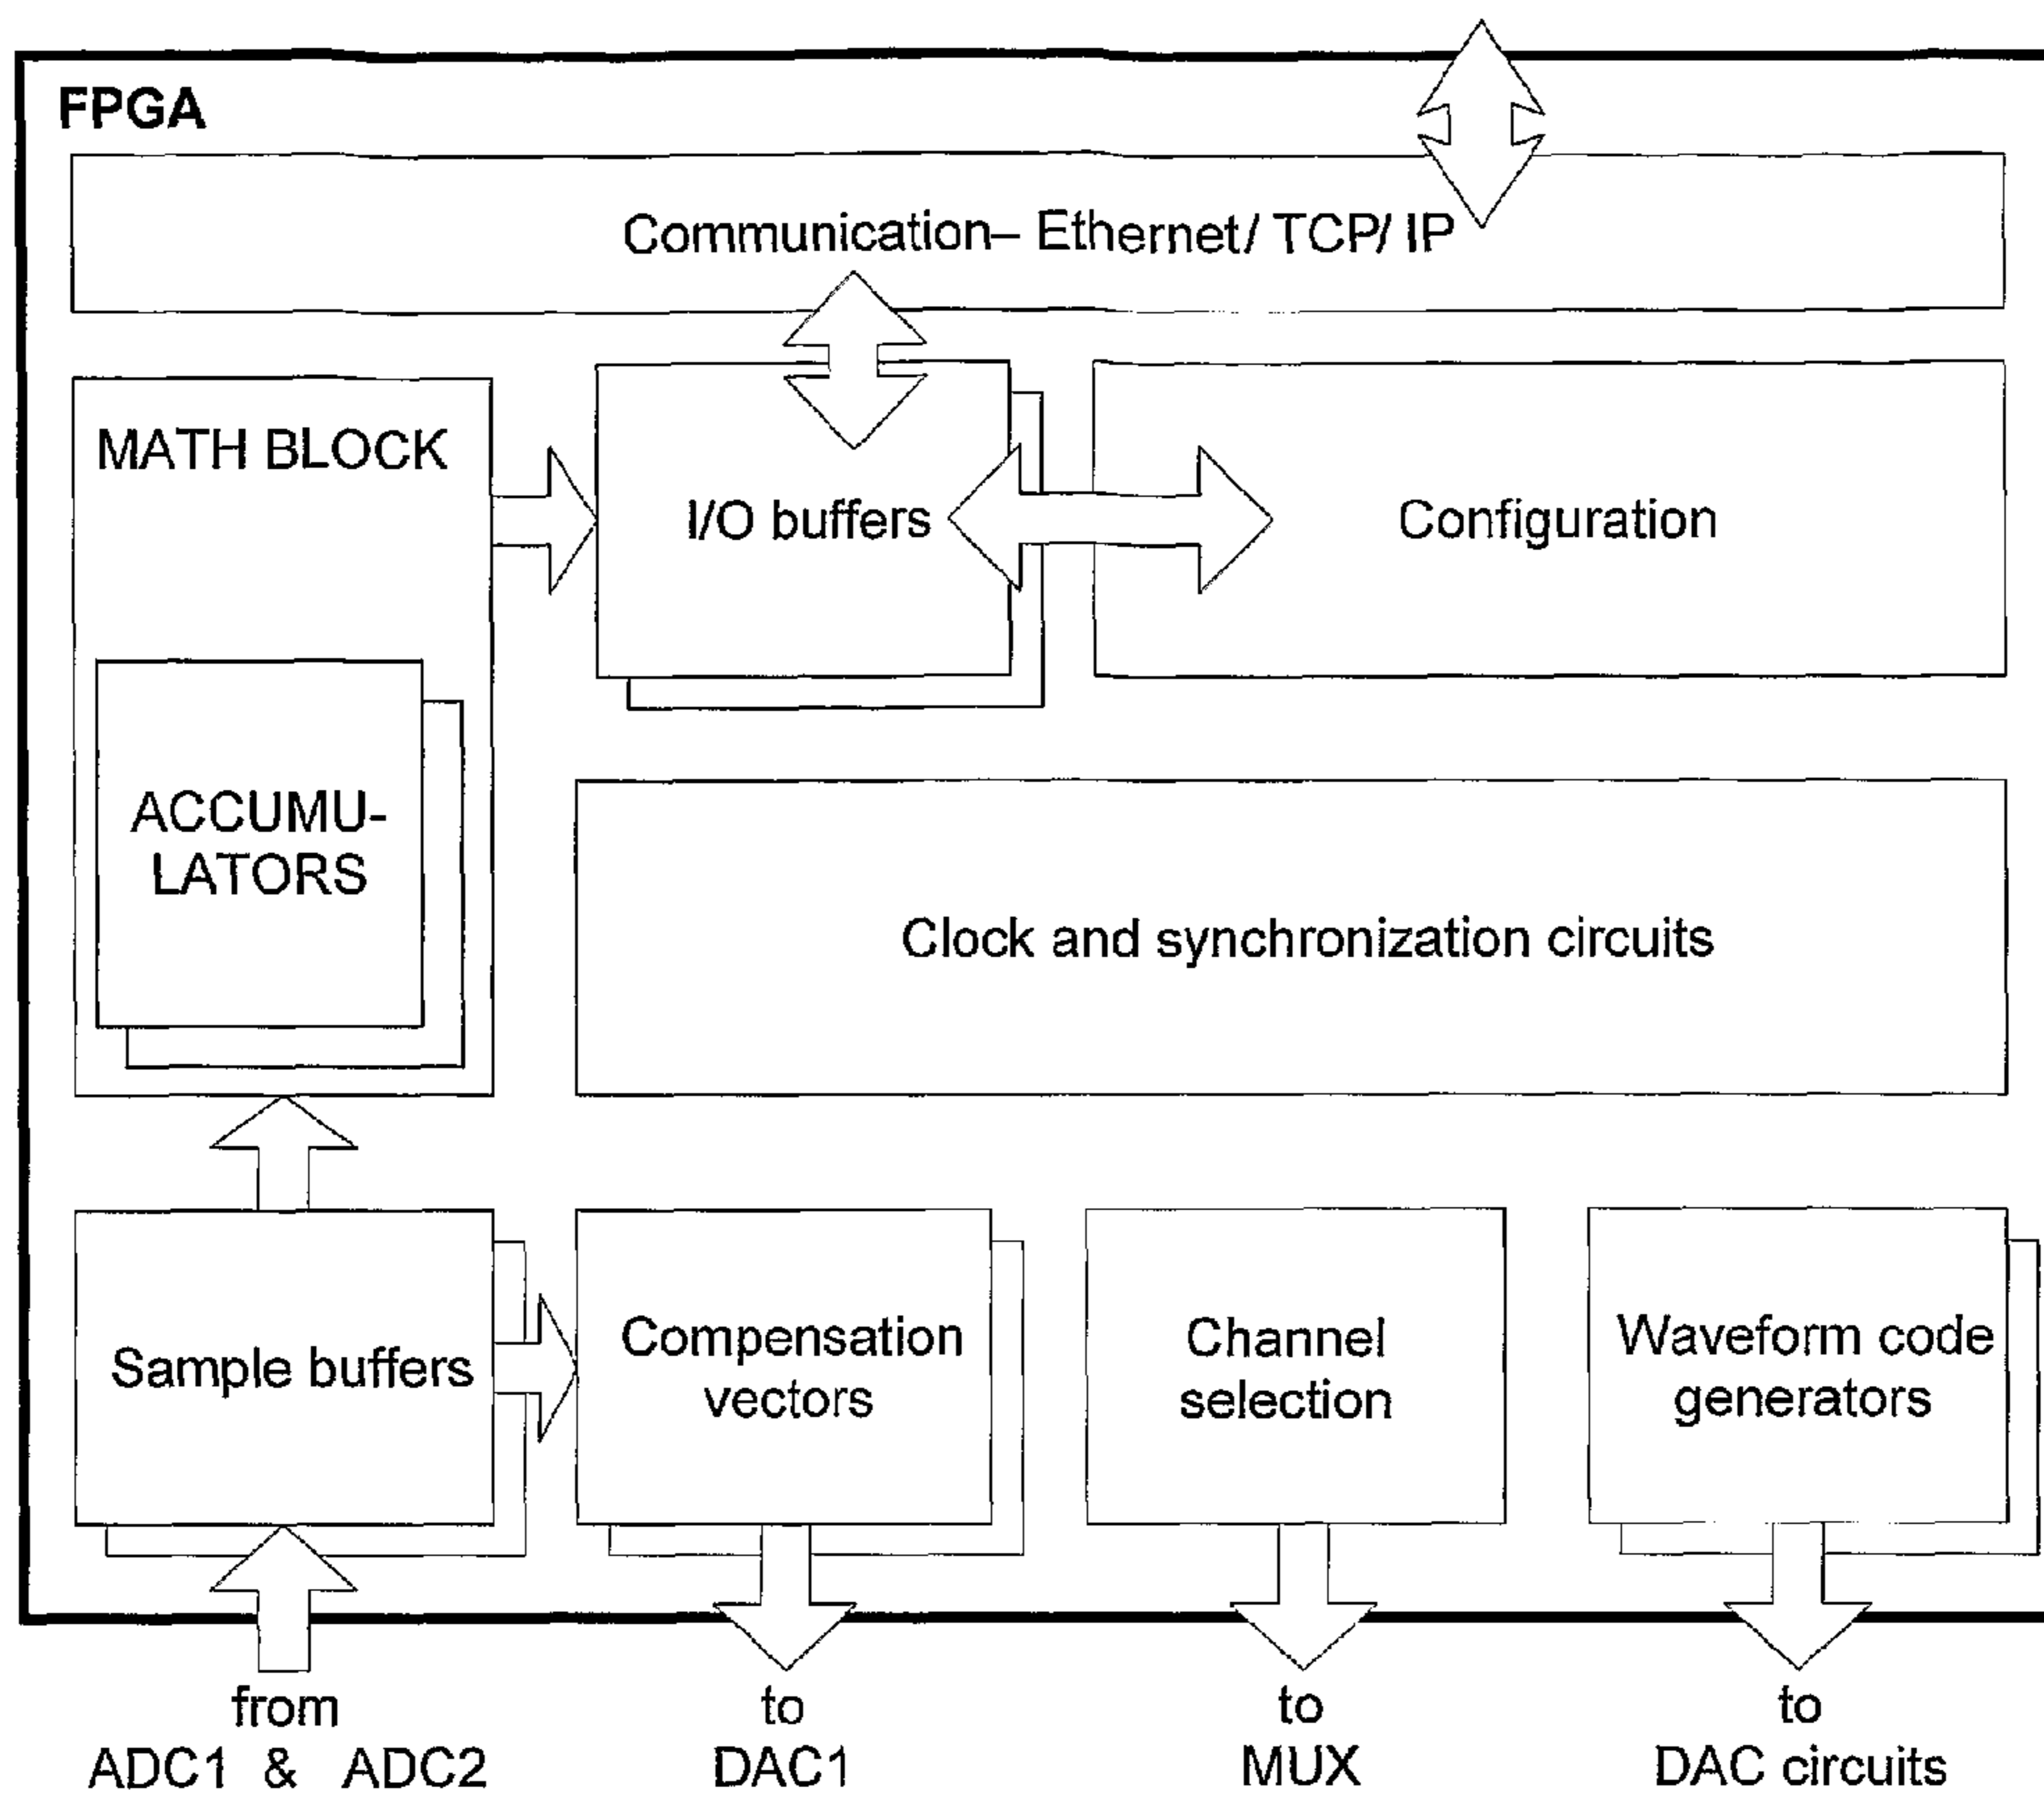 FPGA
Communication– Ethernet/ TCP/ IP
MATH BLOCK
I/O buffers
Configuration
ACCUMU-
LATORS
Clock and synchronization circuits
Sample buffers
Compensation
vectors
Channel
selection
Waveform code
generators
from
ADC1 & ADC2
to
DAC1
to
MUX
to
DAC circuits